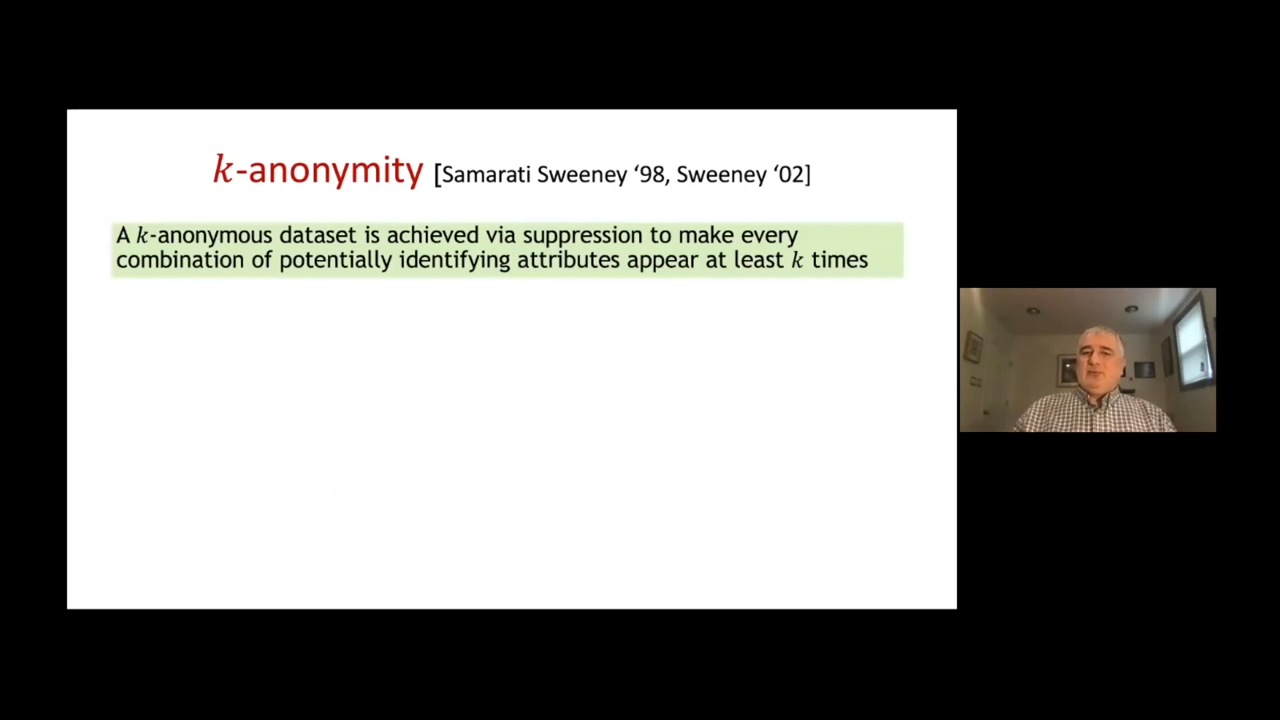 k-anonymity [Samarati Sweeney ‘98, Sweeney ‘02]
A k-anonymous dataset is achieved via suppression to make every
combination of potentially identifying attributes appear at least k times